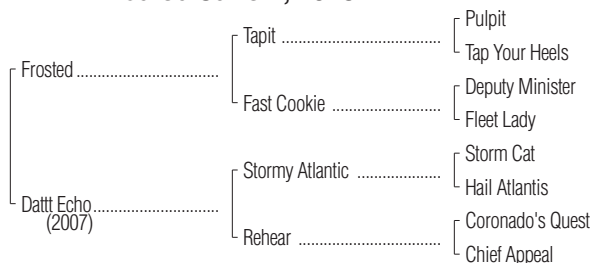 Pulpit
Tapit
Tap Your Heels
Frosted
Deputy Minister
Fast Cookie
Fleet Lady
Storm Cat
Stormy Atlantic
Hail Atlantis
Dattt Echo
(2007)
Coronado's Quest
Rehear
Chief Appeal